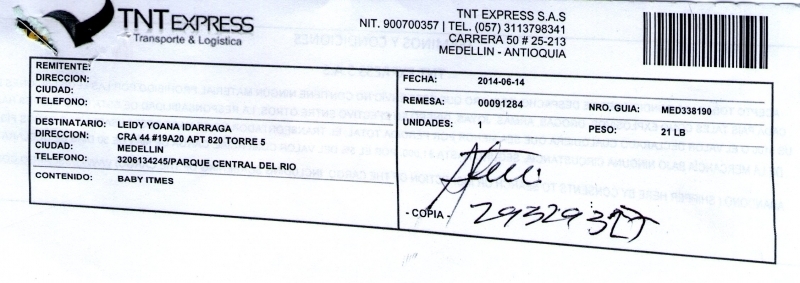 TNT EXPRESS
Transporte & Logistica
TNT EXPRESS S.A.S
NIT. 900700357 | TEL. (057) 3113798341
CARRERA 50 # 25-213
MEDELLIN - ANTIOQUIA
REMITENTE:
DIRECCION:
CIUDAD:
TELEFONO:
DESTINATARIO: LEDY YOANA IDARRAGA
DIRECCION: CRA 44 #19A20 APT 820 TORRE 5
CIUDAD: MEDELLIN
TELEFONO: 3206134245/PARQUE CENTRAL DEL RIO
CONTENIDO: BABY ITMES
FECHA: 2014-06-14
REMESA: 00091284 NRO. GUIA: MED338190
UNIDADES: 1 PESO: 21 LB
- COPIA -